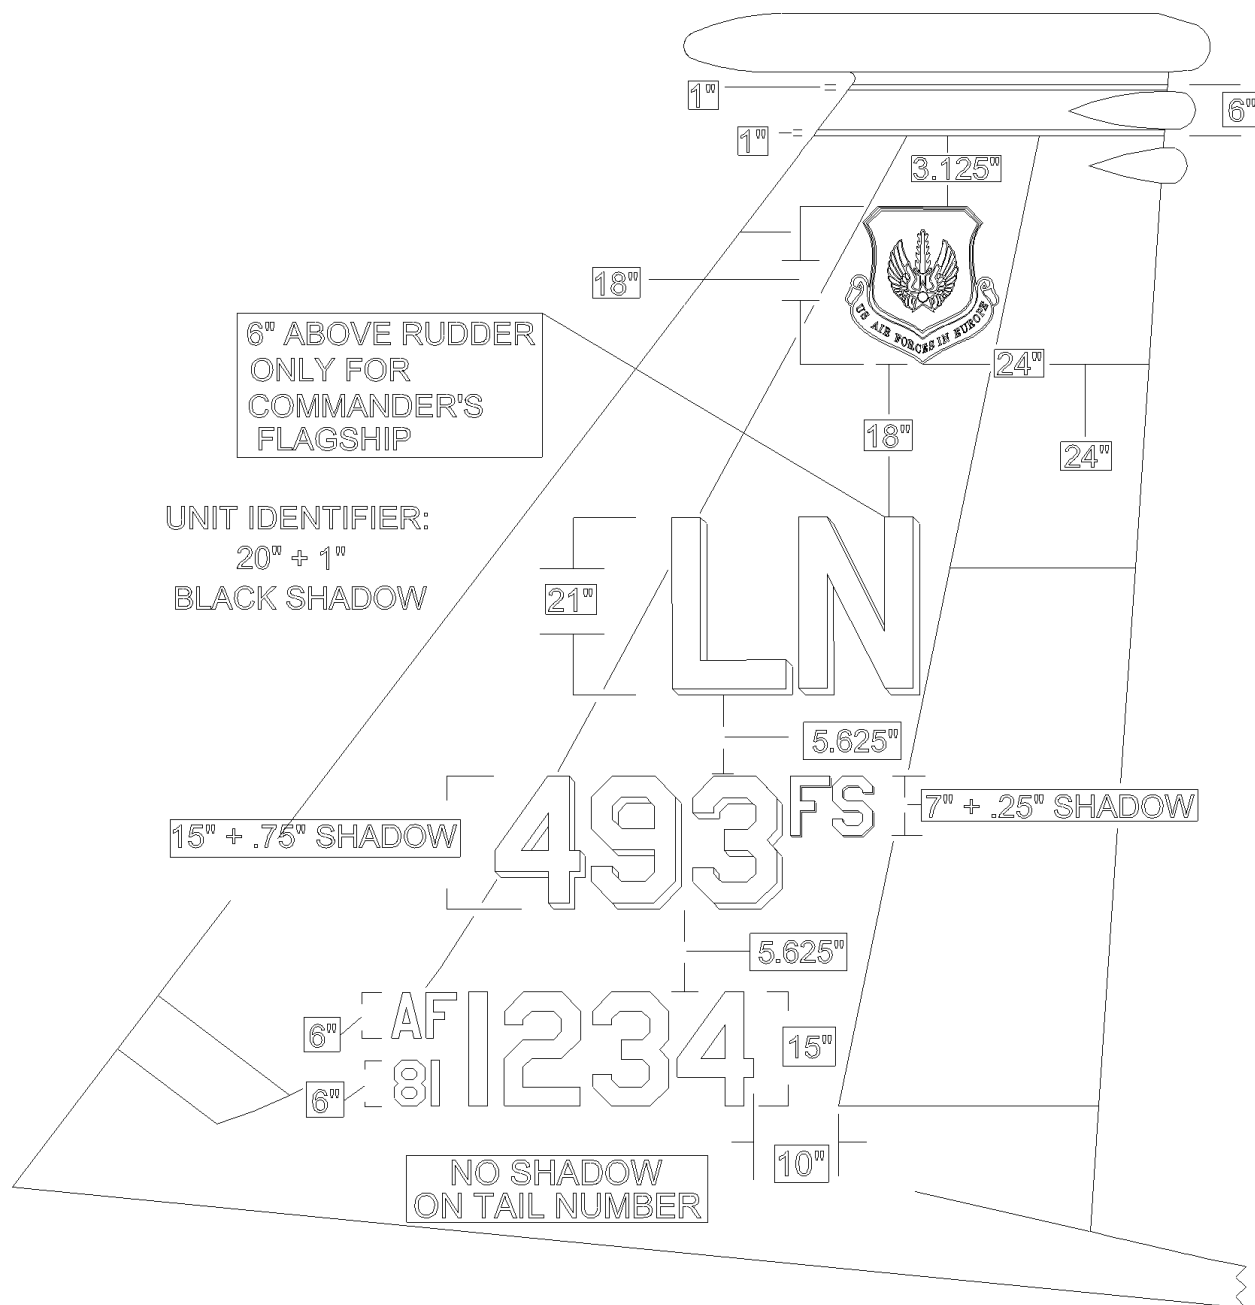 1"
6"
1"
3.125"
18"
US AIR FORCES IN EUROPE
6" ABOVE RUDDER
ONLY FOR
COMMANDER'S
FLAGSHIP
24"
18"
24"
UNIT IDENTIFIER:
20" + 1"
BLACK SHADOW
21"
LN
5.625"
493 FS
7" + .25" SHADOW
15" + .75" SHADOW
5.625"
AF
81
1234
6"
15"
6"
10"
NO SHADOW
ON TAIL NUMBER